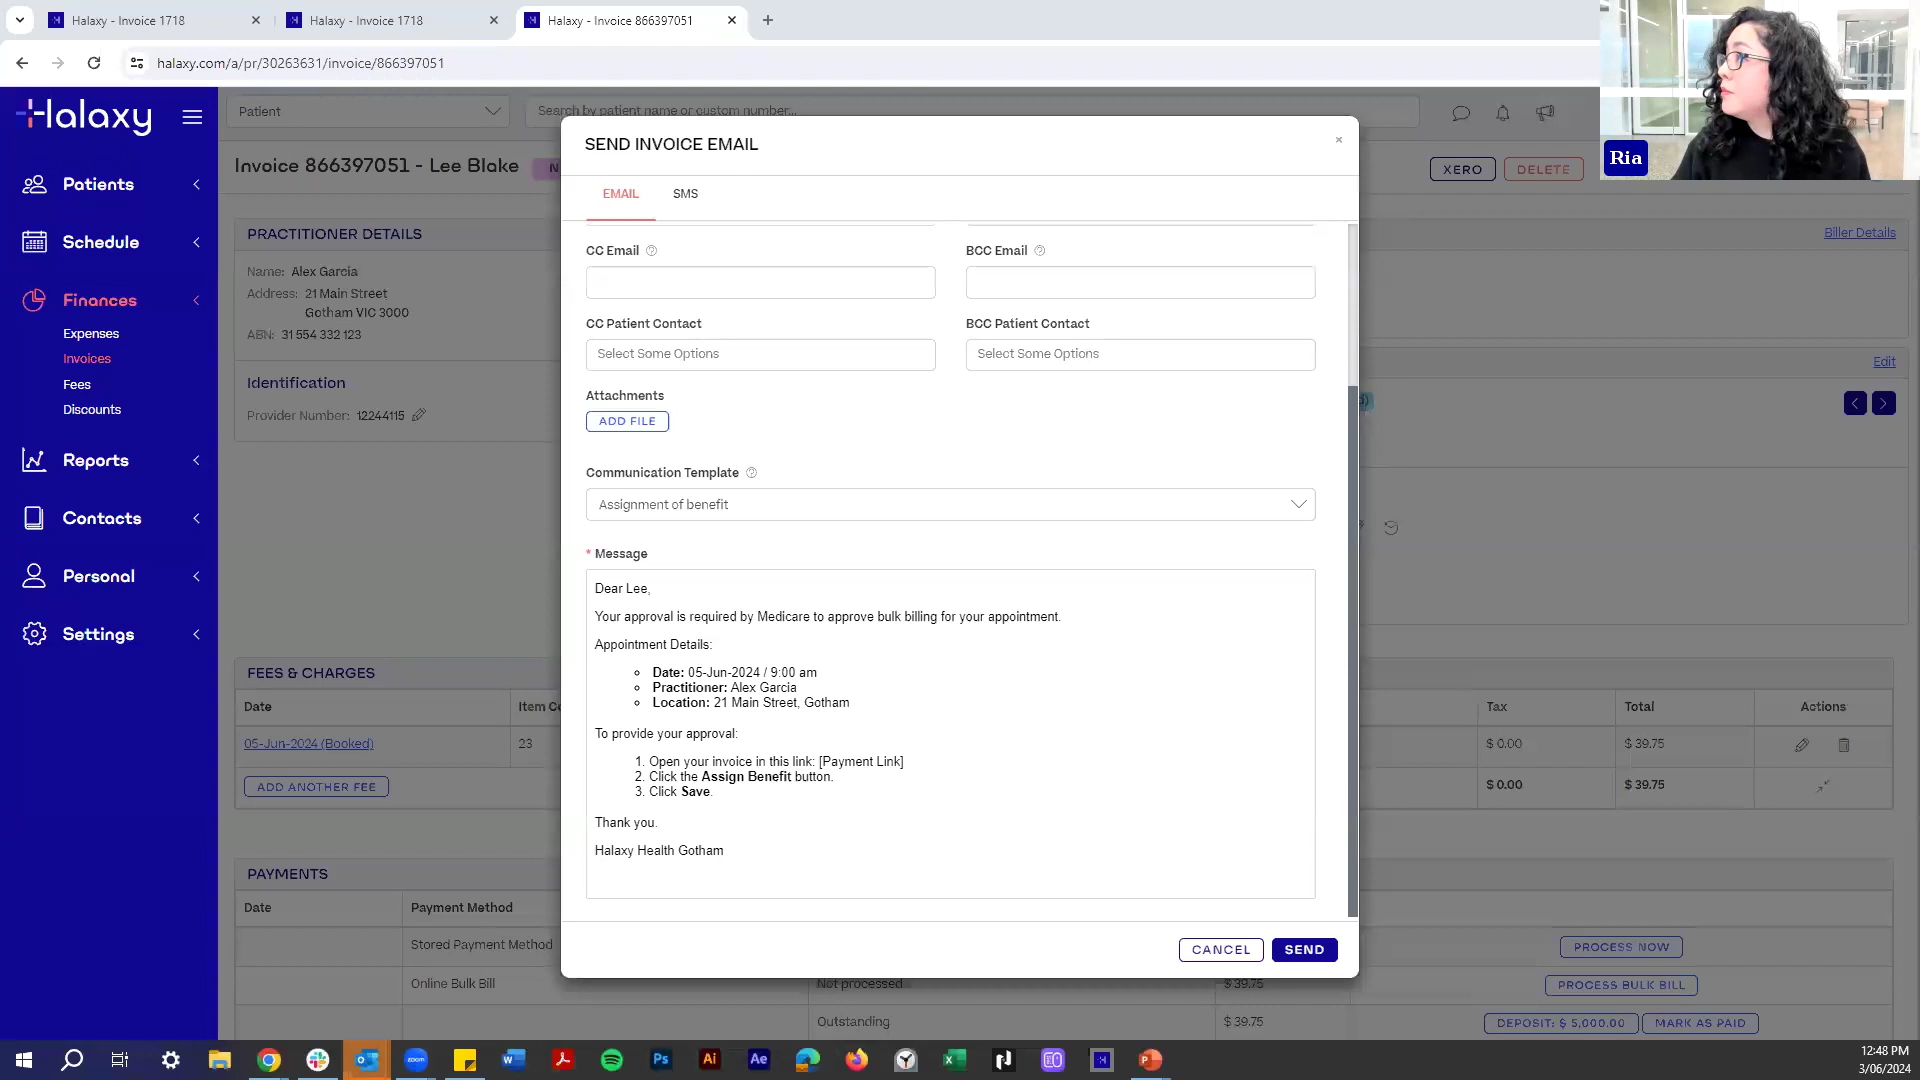 Halaxy - Invoice 1718
Halaxy - Invoice 1718
Halaxy - Invoice 866397051
halaxy.com/a/pr/30263631/invoice/866397051
Halaxy
Patient
Search by patient name or custom number...
Ria
Patients
Schedule
Finances
Expenses
Invoices
Fees
Discounts
Reports
Contacts
Personal
Settings
Invoice 866397051 - Lee Blake
N
XERO
DELETE
PRACTITIONER DETAILS
Biller Details
Name: Alex Garcia
Address: 21 Main Street
Gotham VIC 3000
ABN: 31 554 332 123
Edit
Identification
Provider Number: 12244115
SEND INVOICE EMAIL
×
EMAIL
SMS
CC Email
BCC Email
CC Patient Contact
BCC Patient Contact
Select Some Options
Select Some Options
Attachments
ADD FILE
Communication Template
Assignment of benefit
* Message
Dear Lee,
Your approval is required by Medicare to approve bulk billing for your appointment.
Appointment Details:
Date: 05-Jun-2024 / 9:00 am
Practitioner: Alex Garcia
Location: 21 Main Street, Gotham
To provide your approval:
1. Open your invoice in this link: [Payment Link]
2. Click the Assign Benefit button.
3. Click Save.
Thank you.
Halaxy Health Gotham
CANCEL
SEND
FEES & CHARGES
Date
Item Co
Tax
Total
Actions
05-Jun-2024 (Booked)
23
$ 0.00
$ 39.75
ADD ANOTHER FEE
$ 0.00
$ 39.75
PAYMENTS
Date
Payment Method
Stored Payment Method
PROCESS NOW
Online Bulk Bill
Not processed
$ 39.75
PROCESS BULK BILL
Outstanding
$ 39.75
DEPOSIT: $ 5,000.00
MARK AS PAID
12:48 PM
3/06/2024